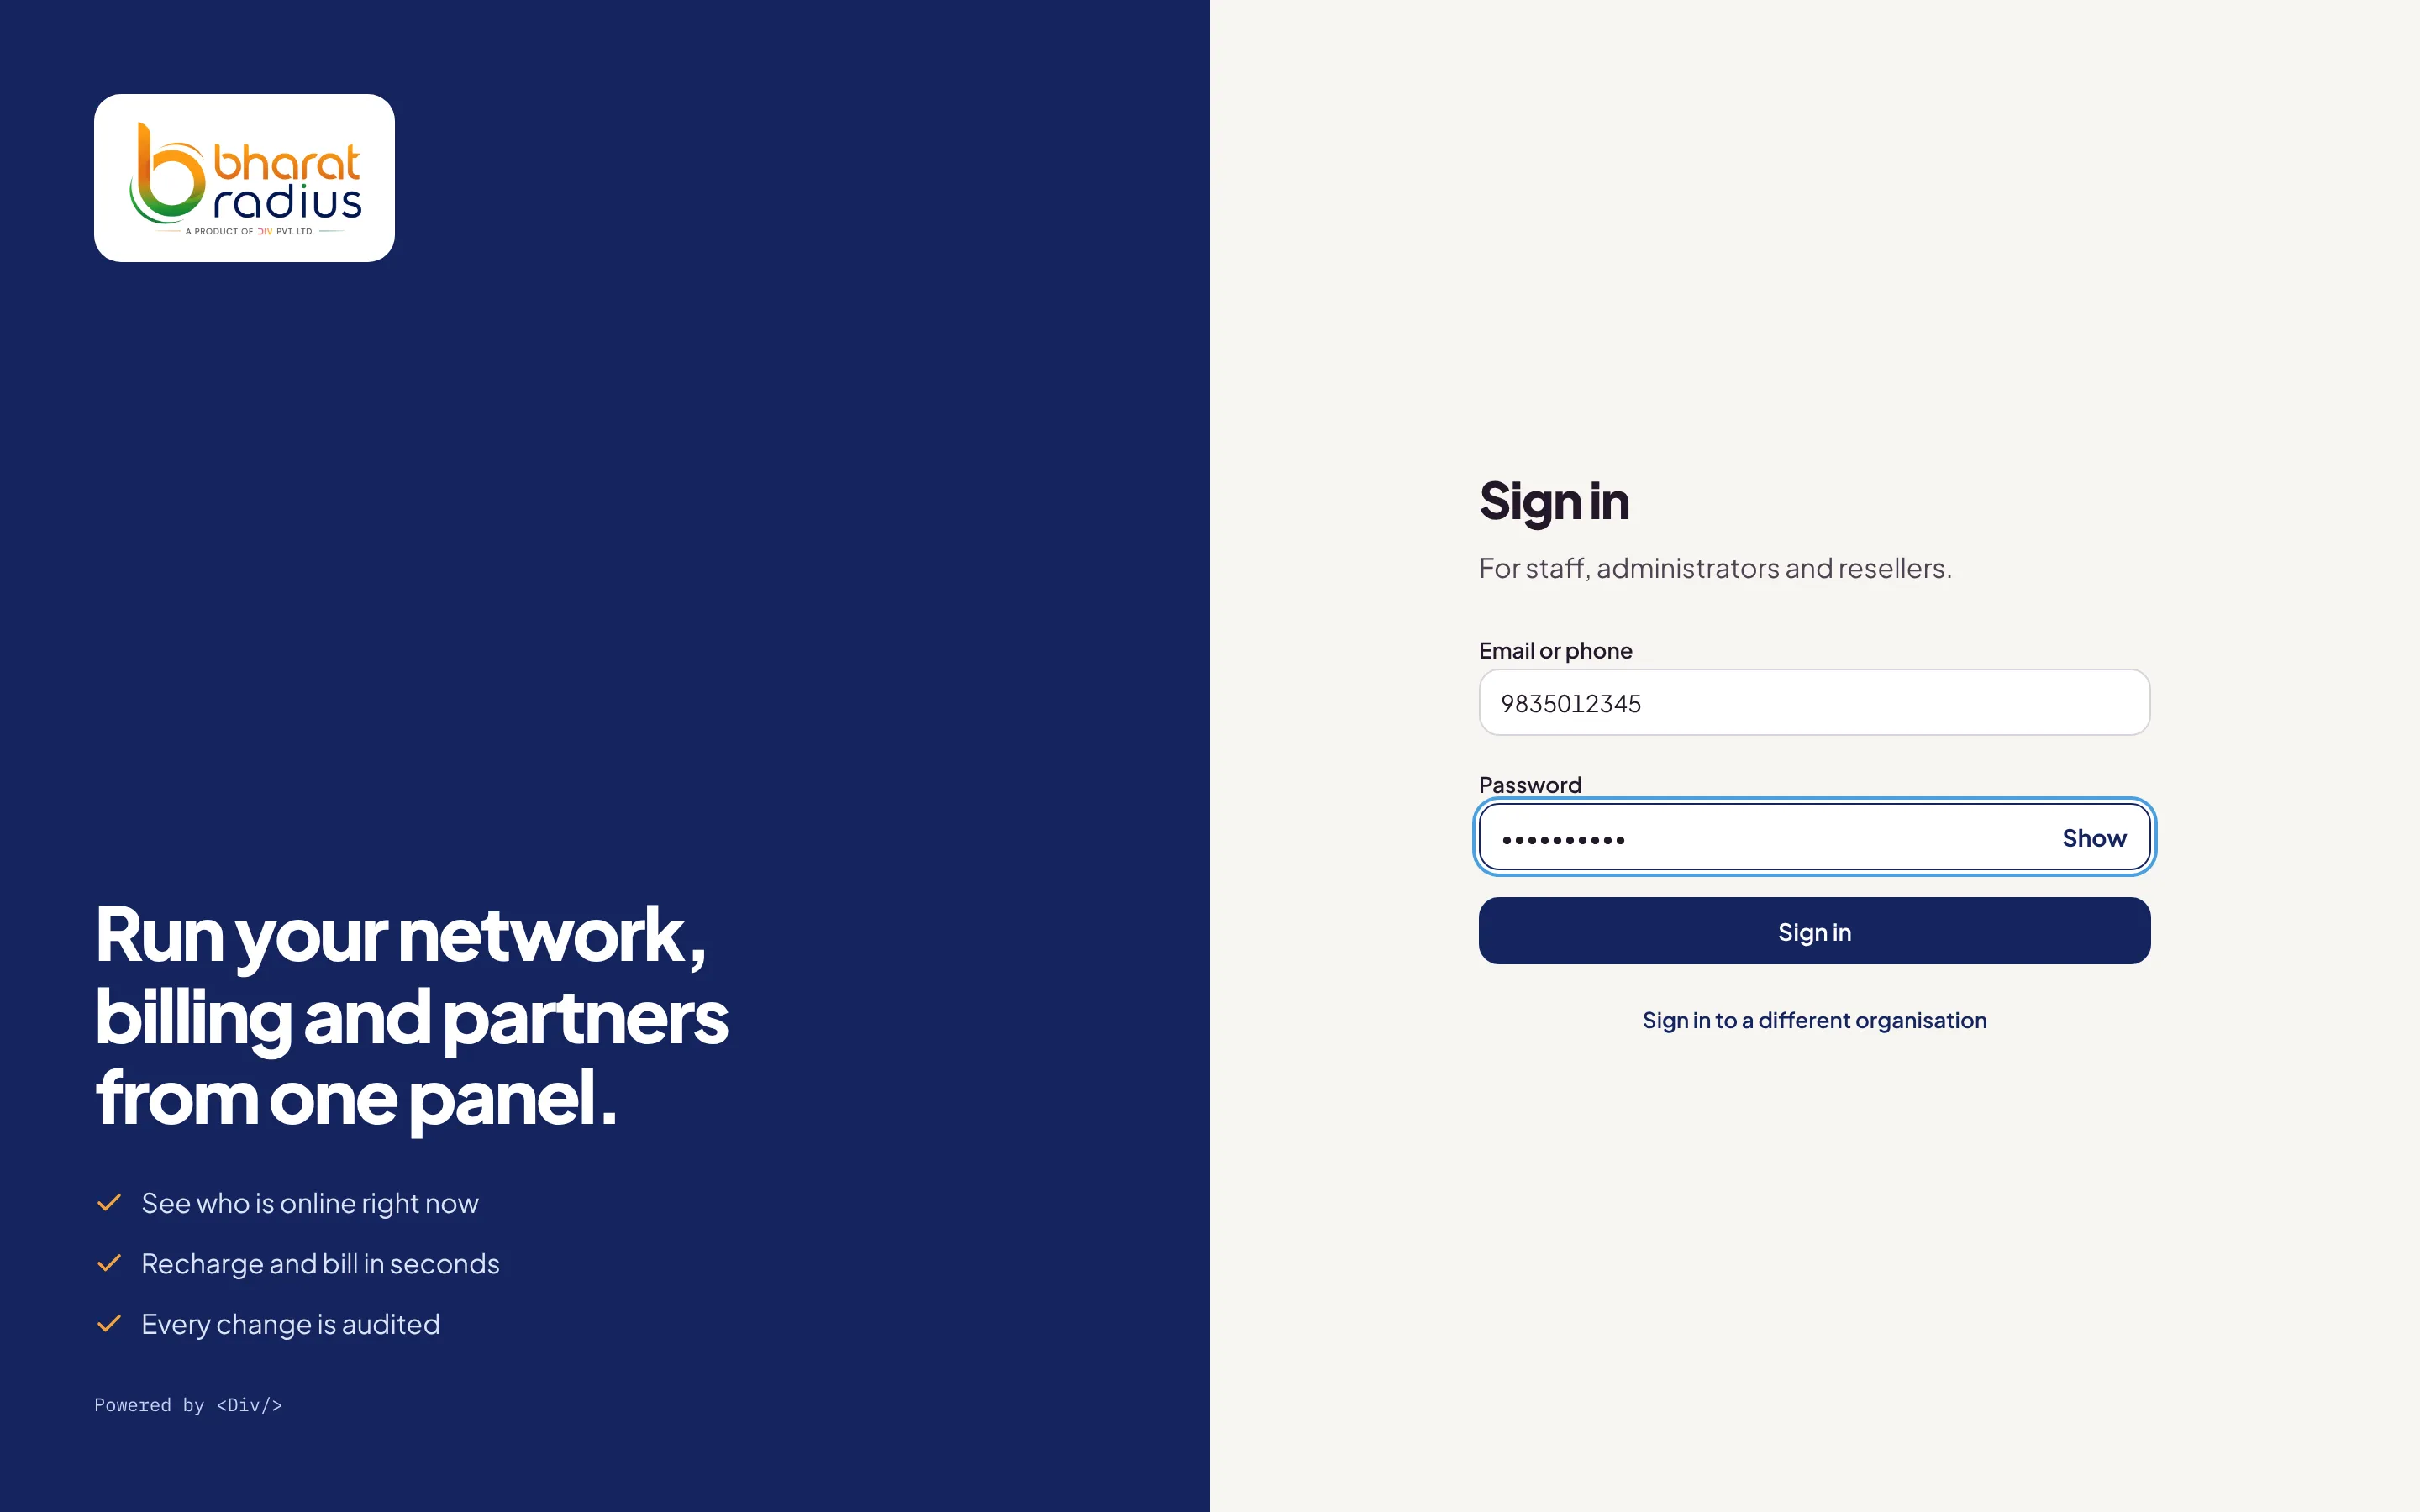 bharat
radius
A PRODUCT OF DIV PVT. LTD.
Run your network,
billing and partners
from one panel.
See who is online right now
Recharge and bill in seconds
Every change is audited
Powered by <Div/>
Sign in
For staff, administrators and resellers.
Email or phone
9835012345
Password
••••••••••
Show
Sign in
Sign in to a different organisation